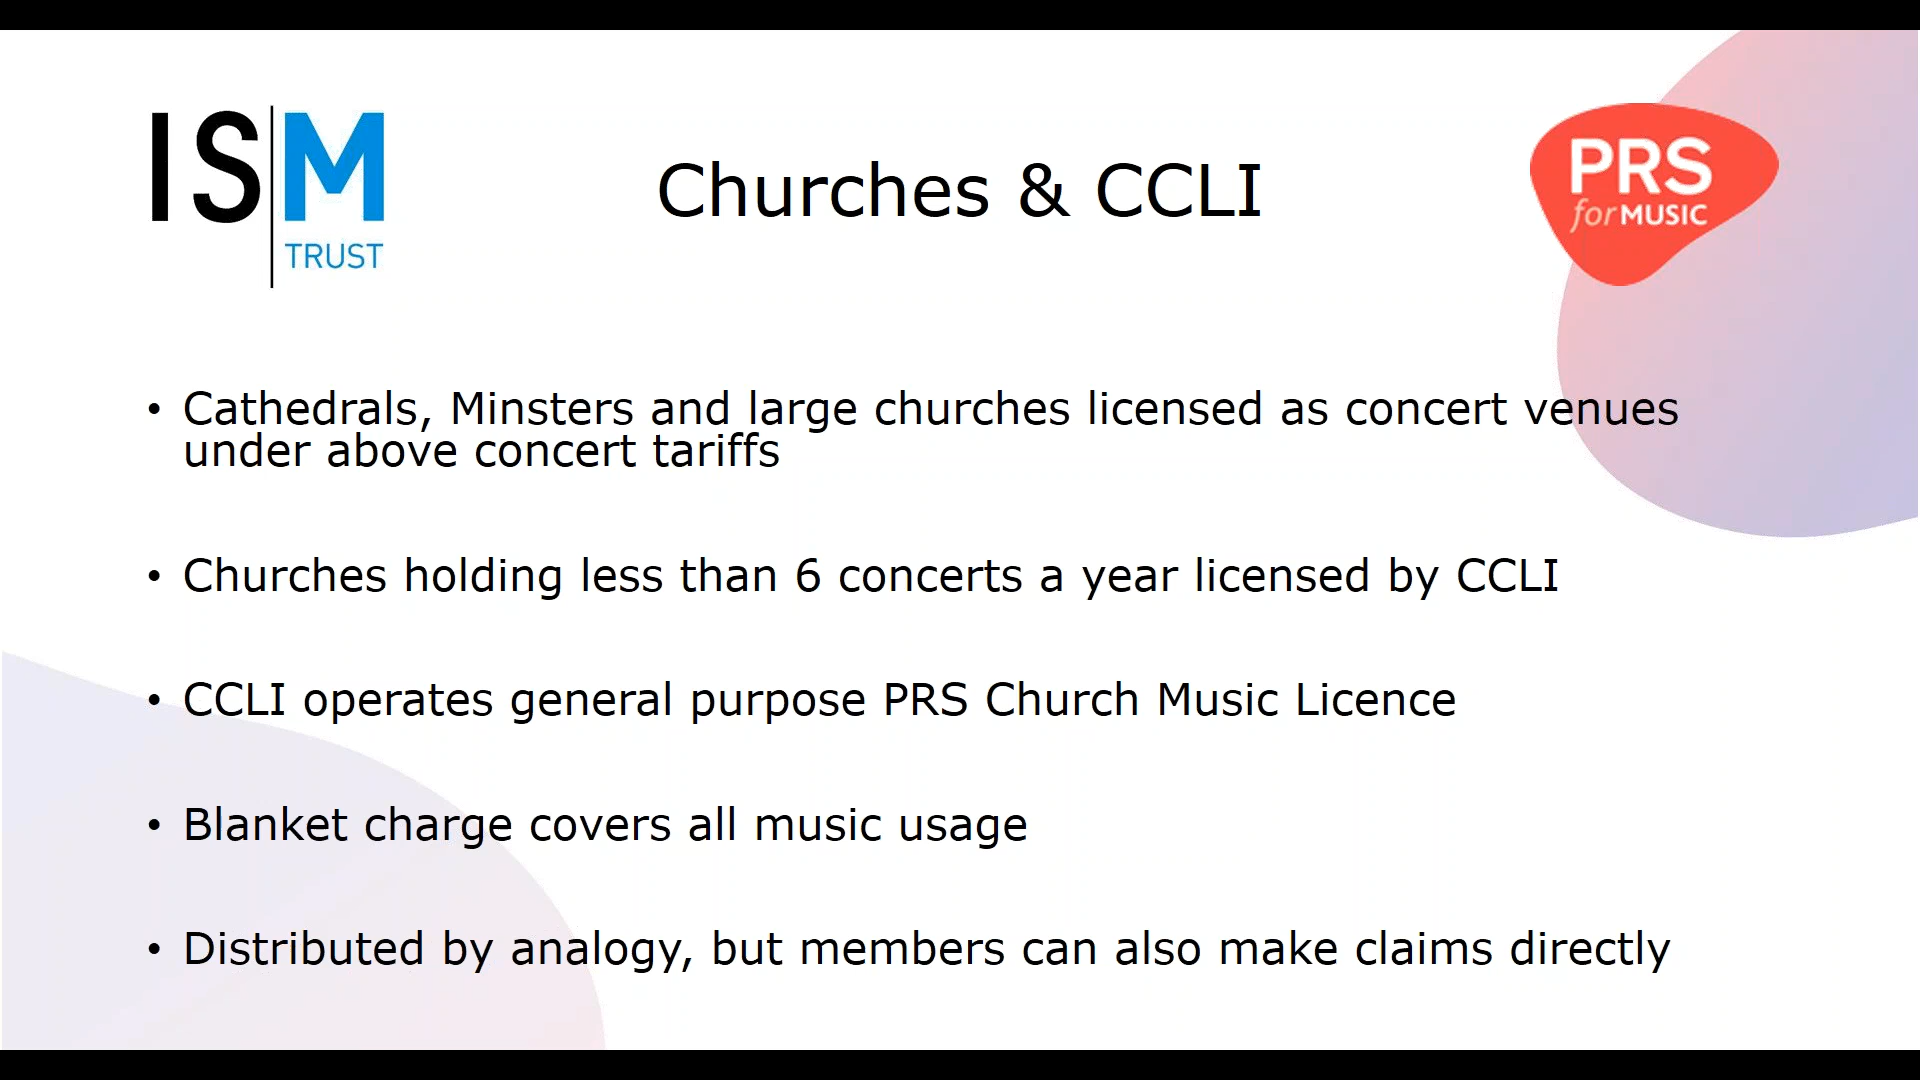 ISM
TRUST
Churches & CCLI
PRS
for MUSIC
• Cathedrals, Minsters and large churches licensed as concert venues
under above concert tariffs
• Churches holding less than 6 concerts a year licensed by CCLI
• CCLI operates general purpose PRS Church Music Licence
• Blanket charge covers all music usage
• Distributed by analogy, but members can also make claims directly